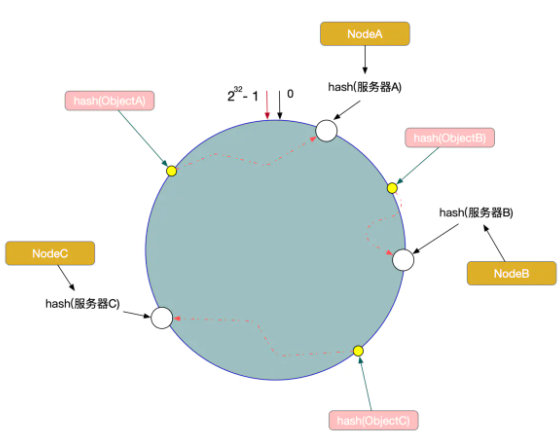 NodeA
hash(服务器A)
2^32 - 1
0
hash(ObjectA)
hash(ObjectB)
hash(服务器B)
NodeB
NodeC
hash(服务器C)
hash(ObjectC)